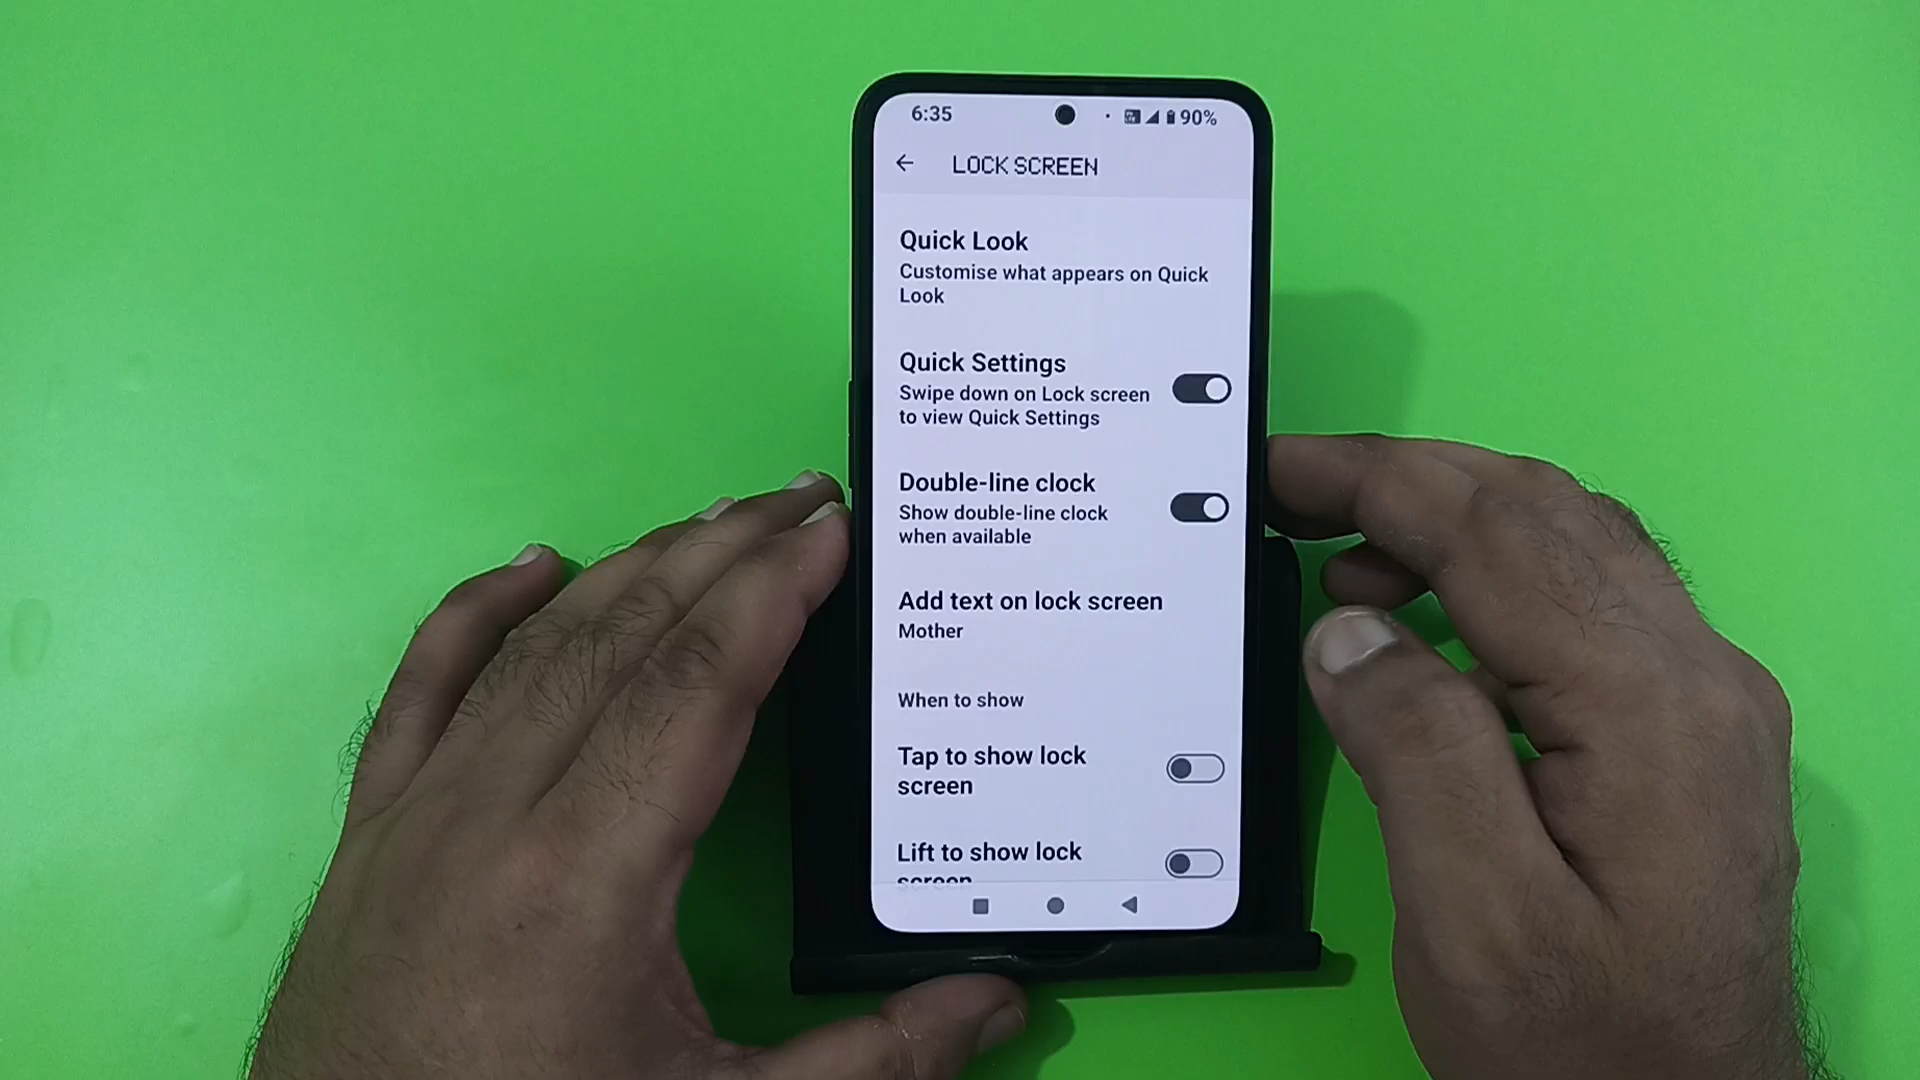 6:35
90%
LOCK SCREEN
Quick Look
Customise what appears on Quick
Look
Quick Settings
Swipe down on Lock screen
to view Quick Settings
Double-line clock
Show double-line clock
when available
Add text on lock screen
Mother
When to show
Tap to show lock
screen
Lift to show lock
screen